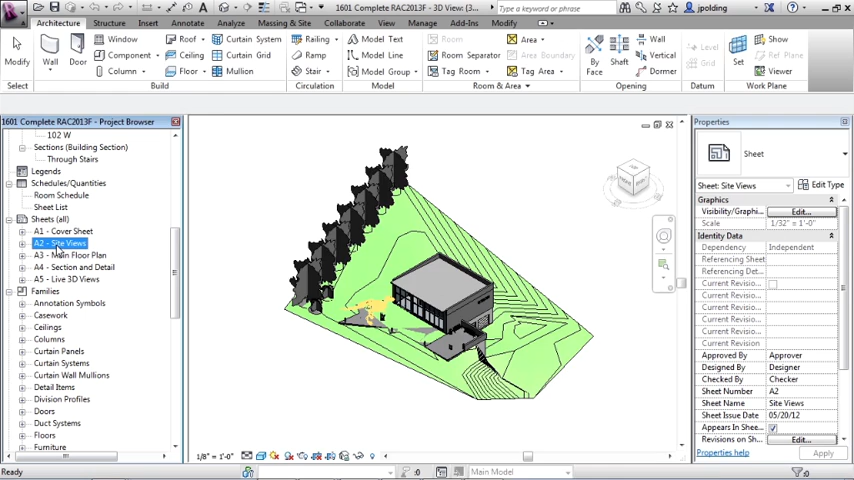 1601 Complete RAC2013F - 3D View: {3...
Type a keyword or phrase
jpolding
Architecture Structure Insert Annotate Analyze Massing & Site Collaborate View Manage Add-Ins Modify
Modify
Wall
Door
Window
Component
Column
Roof
Ceiling
Floor
Curtain System
Curtain Grid
Mullion
Railing
Ramp
Stair
Model Text
Model Line
Model Group
Room
Room Separator
Tag Room
Area
Area Boundary
Tag Area
By Face
Shaft
Wall
Vertical
Dormer
Level
Grid
Set
Show
Ref Plane
Viewer
Select Build Circulation Model Room & Area Opening Datum Work Plane
1601 Complete RAC2013F - Project Browser
102 W
Sections (Building Section)
Through Stairs
Legends
Schedules/Quantities
Room Schedule
Sheet List
Sheets (all)
A1 - Cover Sheet
A2 - Site Views
A3 - Main Floor Plan
A4 - Section and Detail
A5 - Live 3D Views
Families
Annotation Symbols
Casework
Ceilings
Columns
Curtain Panels
Curtain Systems
Curtain Wall Mullions
Detail Items
Division Profiles
Doors
Duct Systems
Floors
Furniture
Properties
Sheet
Sheet: Site Views Edit Type
Graphics
Visibility/Graphi... Edit...
Scale 1/32" = 1'-0"
Identity Data
Dependency Independent
Referencing Sheet
Referencing Det...
Current Revisio...
Current Revisio...
Current Revisio...
Current Revisio...
Current Revisio...
Current Revision
Approved By Approver
Designed By Designer
Checked By Checker
Sheet Number A2
Sheet Name Site Views
Sheet Issue Date 05/20/12
Appears In Shee...
Revisions on Sh... Edit...
Properties help Apply
1/8" = 1'-0"
Ready
:0
Main Model
:0